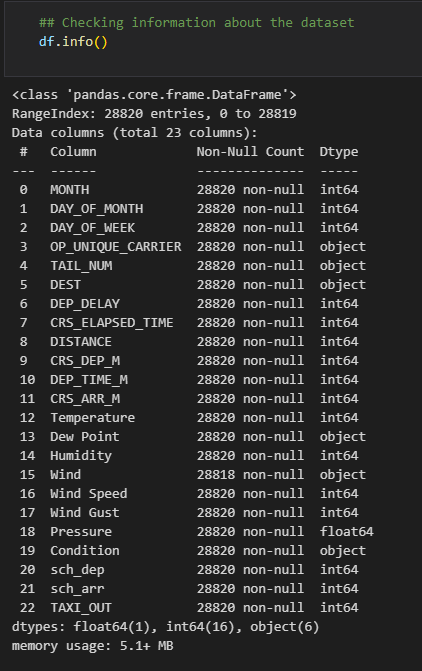 ## Checking information about the dataset
df.info()
<class 'pandas.core.frame.DataFrame'>
RangeIndex: 28820 entries, 0 to 28819
Data columns (total 23 columns):
 #   Column             Non-Null Count  Dtype
---  ------             --------------  -----
 0   MONTH              28820 non-null  int64
 1   DAY_OF_MONTH       28820 non-null  int64
 2   DAY_OF_WEEK        28820 non-null  int64
 3   OP_UNIQUE_CARRIER  28820 non-null  object
 4   TAIL_NUM           28820 non-null  object
 5   DEST               28820 non-null  object
 6   DEP_DELAY          28820 non-null  int64
 7   CRS_ELAPSED_TIME   28820 non-null  int64
 8   DISTANCE           28820 non-null  int64
 9   CRS_DEP_M          28820 non-null  int64
 10  DEP_TIME_M         28820 non-null  int64
 11  CRS_ARR_M          28820 non-null  int64
 12  Temperature        28820 non-null  int64
 13  Dew Point          28820 non-null  object
 14  Humidity           28820 non-null  int64
 15  Wind               28818 non-null  object
 16  Wind Speed         28820 non-null  int64
 17  Wind Gust          28820 non-null  int64
 18  Pressure           28820 non-null  float64
 19  Condition          28820 non-null  object
 20  sch_dep            28820 non-null  int64
 21  sch_arr            28820 non-null  int64
 22  TAXI_OUT           28820 non-null  int64
dtypes: float64(1), int64(16), object(6)
memory usage: 5.1+ MB